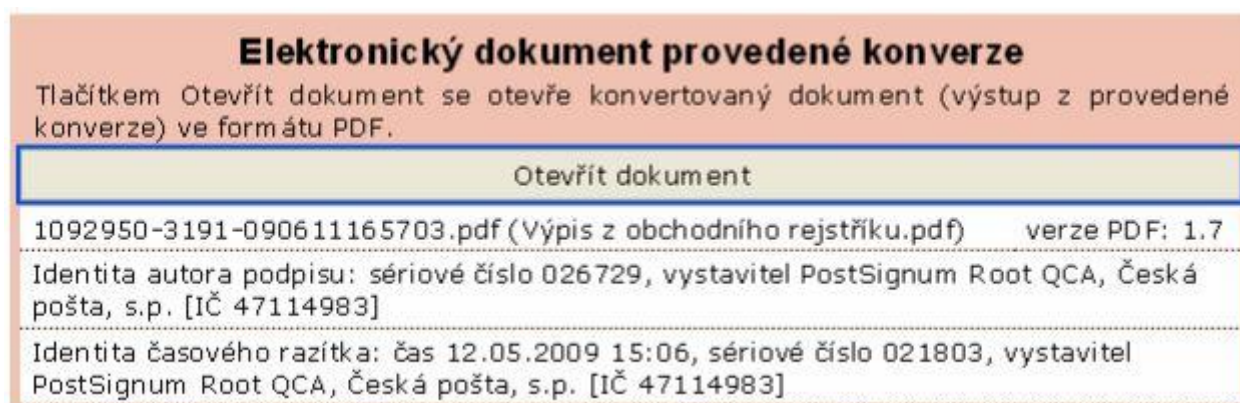 Elektronický dokument provedené konverze
Tlačítkem Otevřít dokument se otevře konvertovaný dokument (výstup z provedené
konverze) ve formátu PDF.
Otevřít dokument
1092950-3191-090611165703.pdf (Výpis z obchodního rejstříku.pdf) verze PDF: 1.7
Identita autora podpisu: sériové číslo 026729, vystavitel PostSignum Root QCA, Česká
pošta, s.p. [IČ 47114983]
Identita časového razítka: čas 12.05.2009 15:06, sériové číslo 021803, vystavitel
PostSignum Root QCA, Česká pošta, s.p. [IČ 47114983]